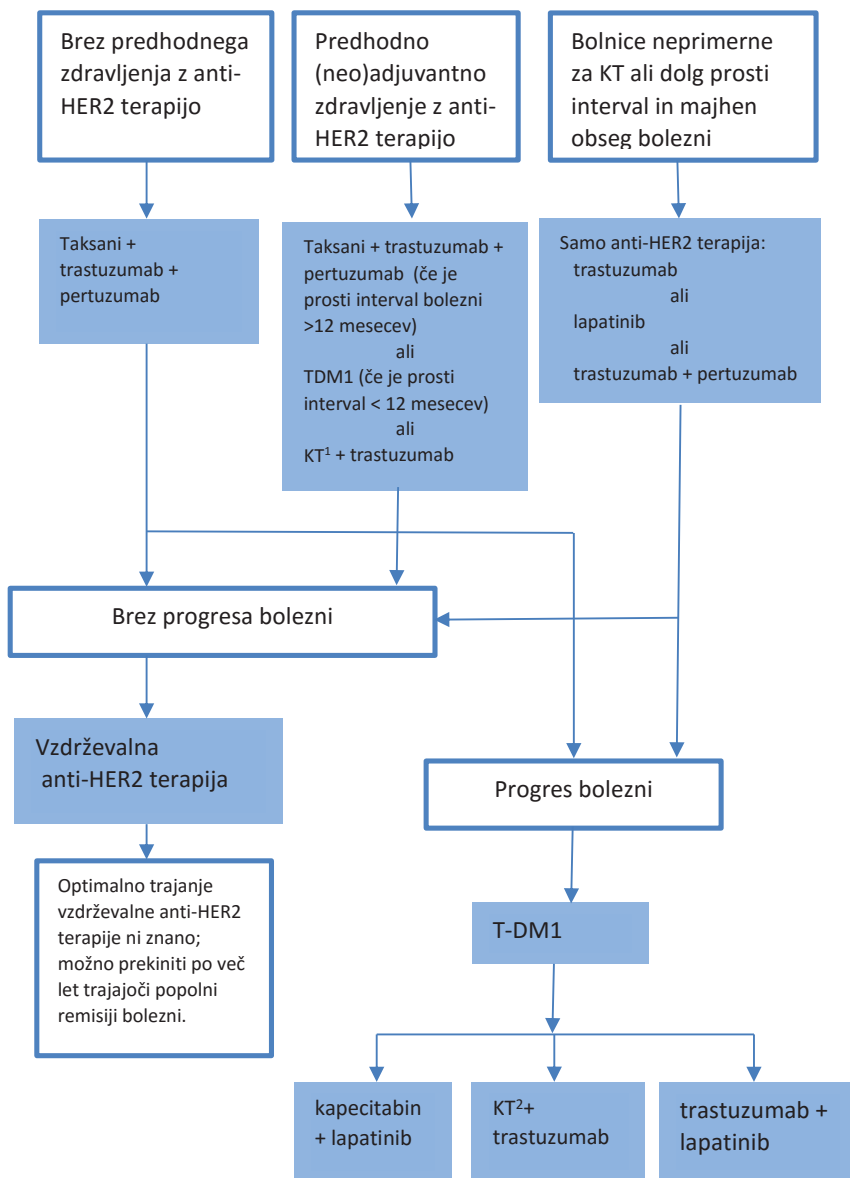 Brez predhodnega
zdravljenja z anti-
HER2 terapijo
Predhodno
(neo)adjuvantno
zdravljenje z anti-
HER2 terapijo
Bolnice neprimerne
za KT ali dolg prosti
interval in majhen
obseg bolezni
Taksani +
trastuzumab +
pertuzumab
Taksani + trastuzumab +
pertuzumab (če je
prosti interval bolezni
>12 mesecev)
ali
TDM1 (če je prosti
interval < 12 mesecev)
ali
KT¹ + trastuzumab
Samo anti-HER2 terapija:
trastuzumab
ali
lapatinib
ali
trastuzumab + pertuzumab
Brez progresa bolezni
Vzdrževalna
anti-HER2 terapija
Progres bolezni
Optimalno trajanje
vzdrževalne anti-HER2
terapije ni znano;
možno prekiniti po več
let trajajoči popolni
remisiji bolezni.
T-DM1
kapecitabin
+ lapatinib
KT²+
trastuzumab
trastuzumab +
lapatinib